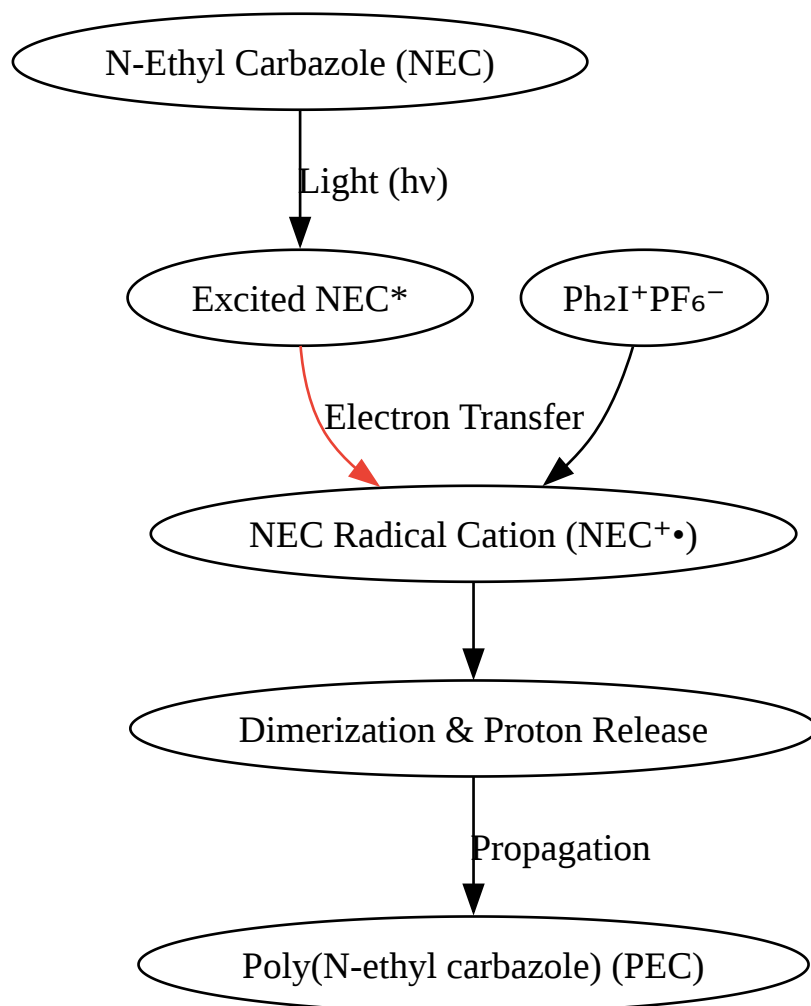 N-Ethyl Carbazole (NEC)
Light (hν)
Excited NEC*
Ph₂I⁺PF₆⁻
Electron Transfer
NEC Radical Cation (NEC⁺•)
Dimerization & Proton Release
Propagation
Poly(N-ethyl carbazole) (PEC)